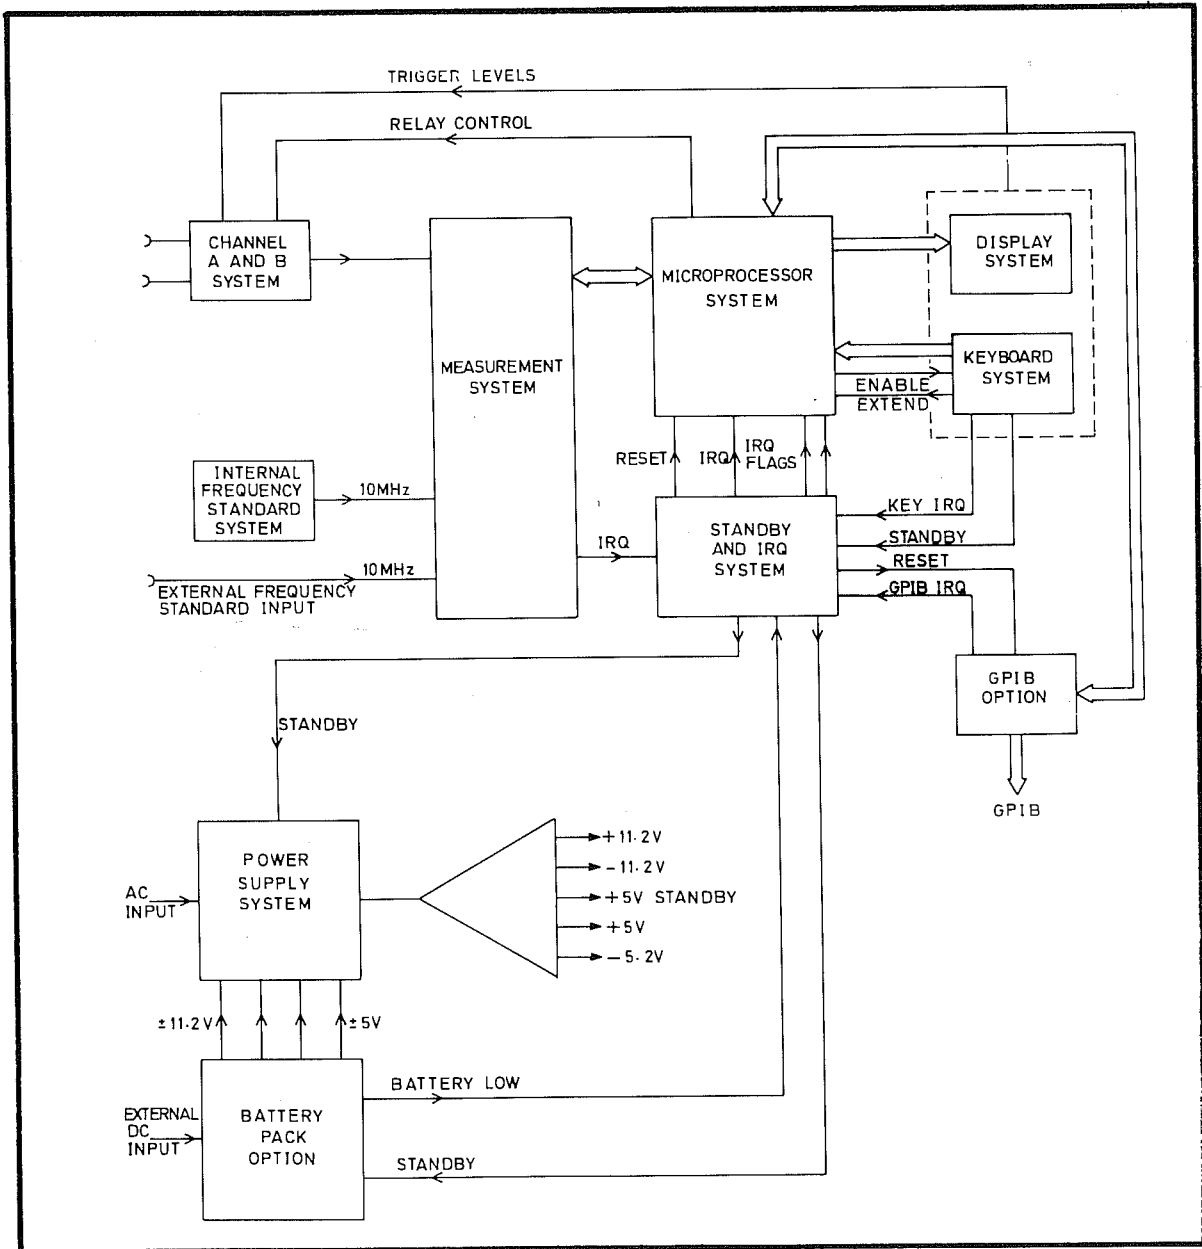 TRIGGER LEVELS
RELAY CONTROL
CHANNEL
A AND B
SYSTEM
MICROPROCESSOR
SYSTEM
DISPLAY
SYSTEM
MEASUREMENT
SYSTEM
KEYBOARD
SYSTEM
ENABLE
EXTEND
INTERNAL
FREQUENCY
STANDARD
SYSTEM
10MHz
RESET
IRQ
IRQ
FLAGS
KEY IRQ
STANDBY
RESET
GPIB IRQ
STANDBY
AND IRQ
SYSTEM
IRQ
10MHz
EXTERNAL FREQUENCY
STANDARD INPUT
GPIB
OPTION
GPIB
STANDBY
POWER
SUPPLY
SYSTEM
AC
INPUT
+11.2V
-11.2V
+5V STANDBY
+5V
-5.2V
±11.2V
±5V
BATTERY LOW
EXTERNAL
DC
INPUT
BATTERY
PACK
OPTION
STANDBY